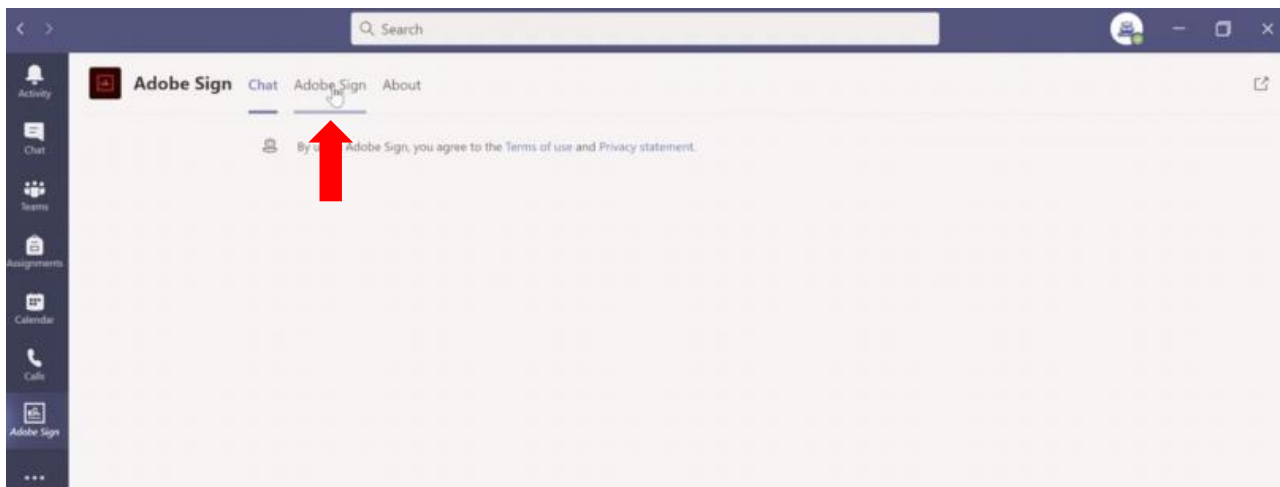 Search
Activity
Chat
Teams
Assignments
Calendar
Calls
Adobe Sign
Adobe Sign Chat Adobe Sign About
By Adobe Sign, you agree to the Terms of use and Privacy statement.